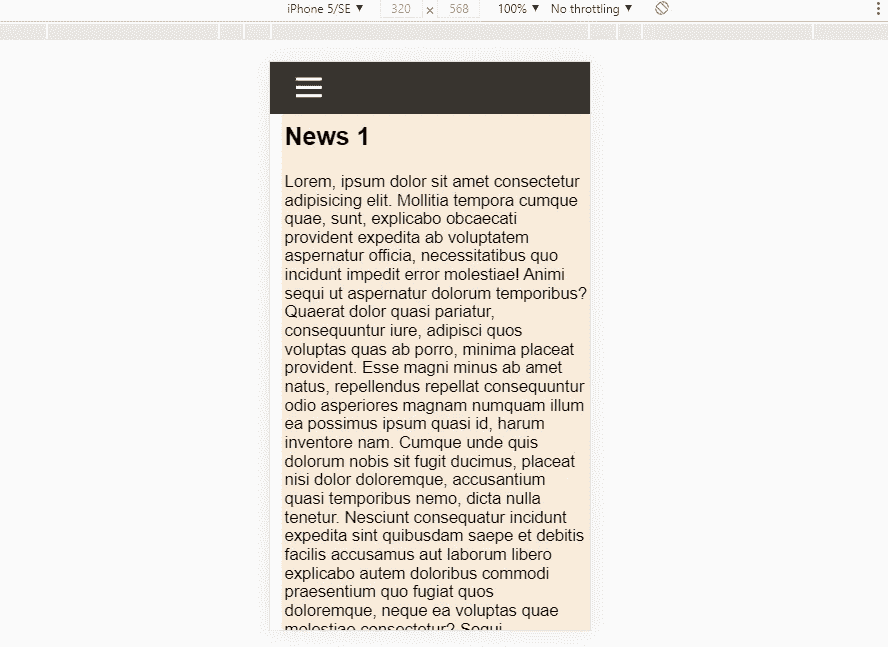 iPhone 5/SE ▼ 320 × 568 100% ▼ No throttling ▼
News 1
Lorem, ipsum dolor sit amet consectetur
adipisicing elit. Mollitia tempora cumque
quae, sunt, explicabo obcaecati
provident expedita ab voluptatem
aspernatur officia, necessitatibus quo
incidunt impedit error molestiae! Animi
sequi ut aspernatur dolorum temporibus?
Quaerat dolor quasi pariatur,
consequuntur iure, adipisci quos
voluptas quas ab porro, minima placeat
provident. Esse magni minus ab amet
natus, repellendus repellat consequuntur
odio asperiores magnam numquam illum
ea possimus ipsum quasi id, harum
inventore nam. Cumque unde quis
dolorum nobis sit fugit ducimus, placeat
nisi dolor doloremque, accusantium
quasi temporibus nemo, dicta nulla
tenetur. Nesciunt consequatur incidunt
expedita sint quibusdam saepe et debitis
facilis accusamus aut laborum libero
explicabo autem doloribus commodi
praesentium quo fugiat quos
doloremque, neque ea voluptas quae
molestiae consectetur? Sequi